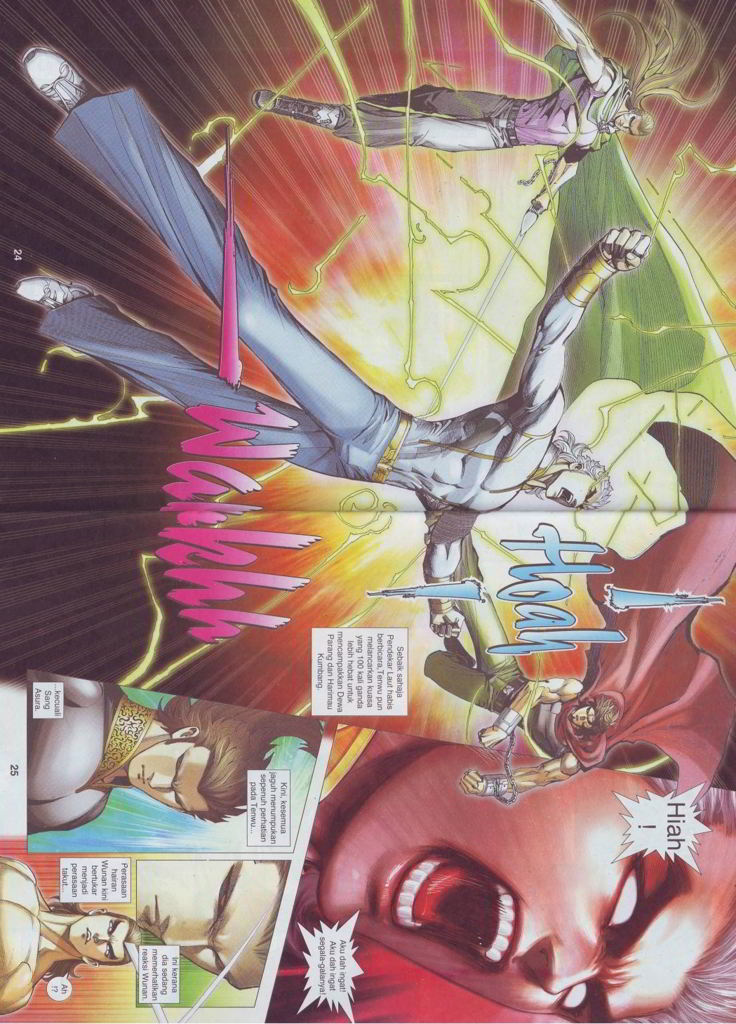 Hiah
!
Hoah
!
!
Warkhh
!
Sebaik sahaja
Pendekar Laut habis
berbicara, Tenwu pun
melancarkan kuasa
yang 100 kali ganda
lebih hebat untuk
mencampakkan Dewa
Parang dan Harimau
Kumbang.
Aku dah ingat!
Aku dah ingat
segala-galanya!
Kini, kesemua
jaguh menumpukan
sepenuh perhatian
pada Tenwu...
...kecuali
Sang
Asura.
Ini kerana
dia sedang
memerhatikan
reaksi Wunan.
Perasaan
hairan
Wunan kini
bertukar
menjadi
perasaan
takut...
Ah
!?
24
25